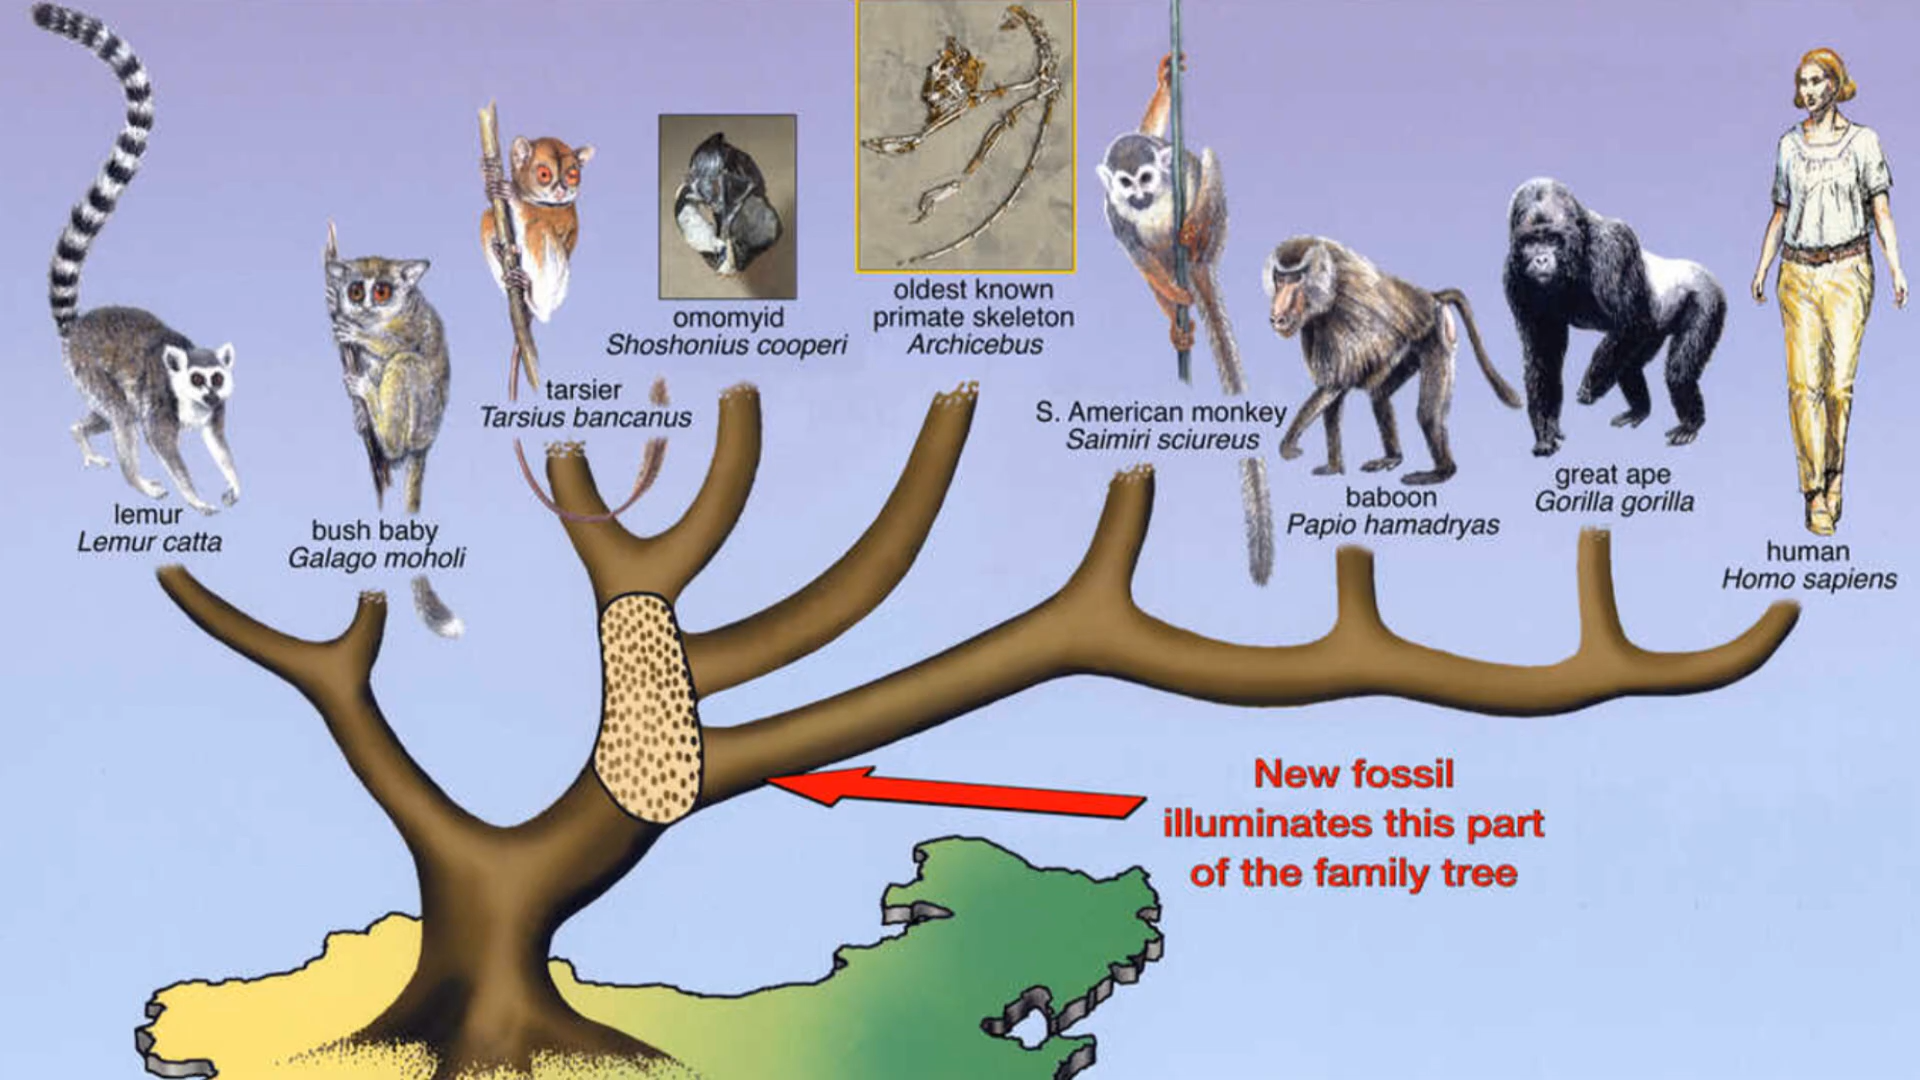 lemur
Lemur catta
bush baby
Galago moholi
tarsier
Tarsius bancanus
omomyid
Shoshonius cooperi
oldest known
primate skeleton
Archicebus
S. American monkey
Saimiri sciureus
baboon
Papio hamadryas
great ape
Gorilla gorilla
human
Homo sapiens
New fossil
illuminates this part
of the family tree